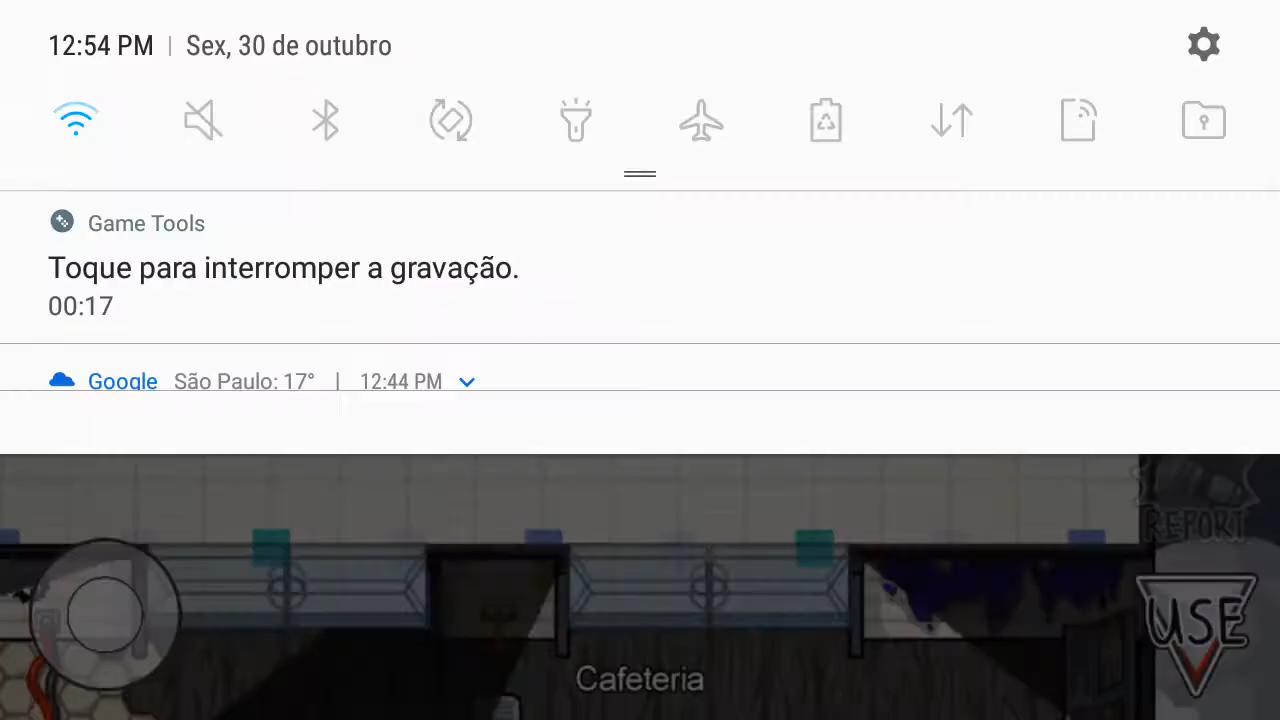 12:54 PM | Sex, 30 de outubro
Game Tools
Toque para interromper a gravação.
00:17
Google São Paulo: 17° | 12:44 PM
REPORT
USE
Cafeteria